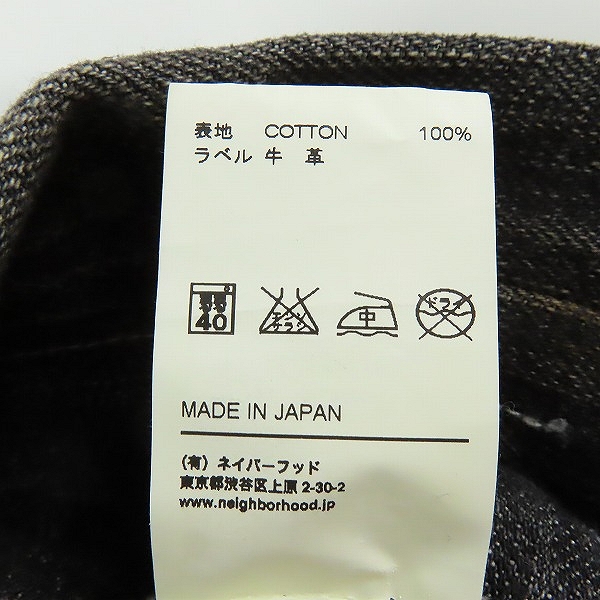 表地 COTTON 100%
ラベル 牛 革
40 エンソ サラシ 中 ドライ
MADE IN JAPAN
(有) ネイバーフッド
東京都渋谷区上原 2-30-2
www.neighborhood.jp